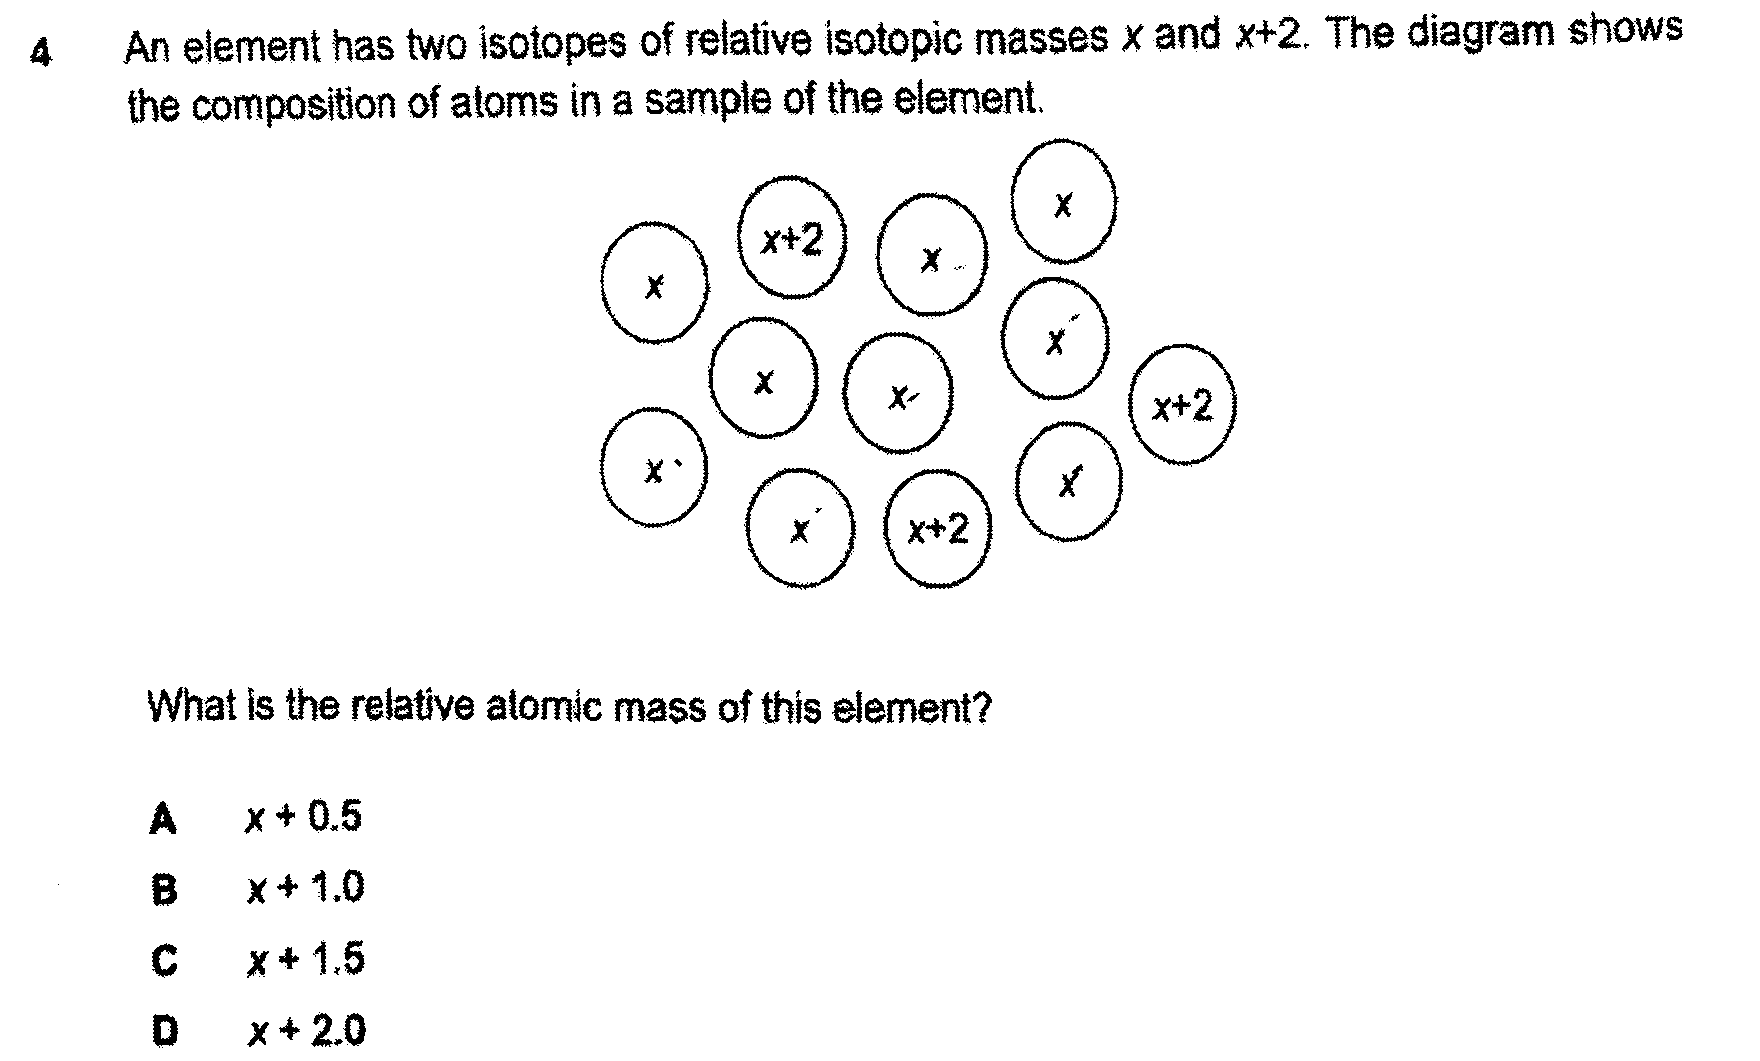 4 An element has two isotopes of relative isotopic masses x and x+2. The diagram shows
the composition of atoms in a sample of the element.
x
x+2
x
x
x
x
x
x+2
x
x
x
x+2
What is the relative atomic mass of this element?
A x + 0.5
B x + 1.0
C x + 1.5
D x + 2.0